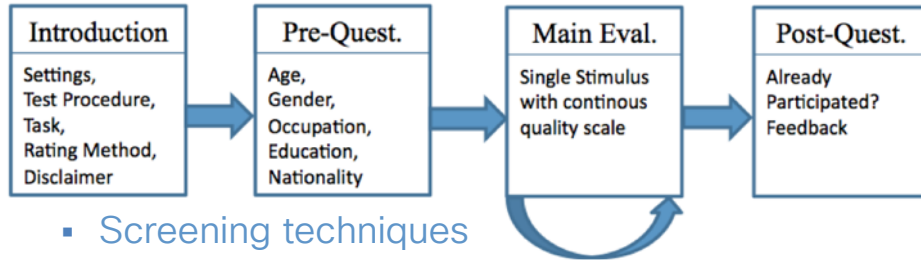 Introduction
Settings,
Test Procedure,
Task,
Rating Method,
Disclaimer
Pre-Quest.
Age,
Gender,
Occupation,
Education,
Nationality
Main Eval.
Single Stimulus
with continous
quality scale
Post-Quest.
Already
Participated?
Feedback
▪ Screening techniques